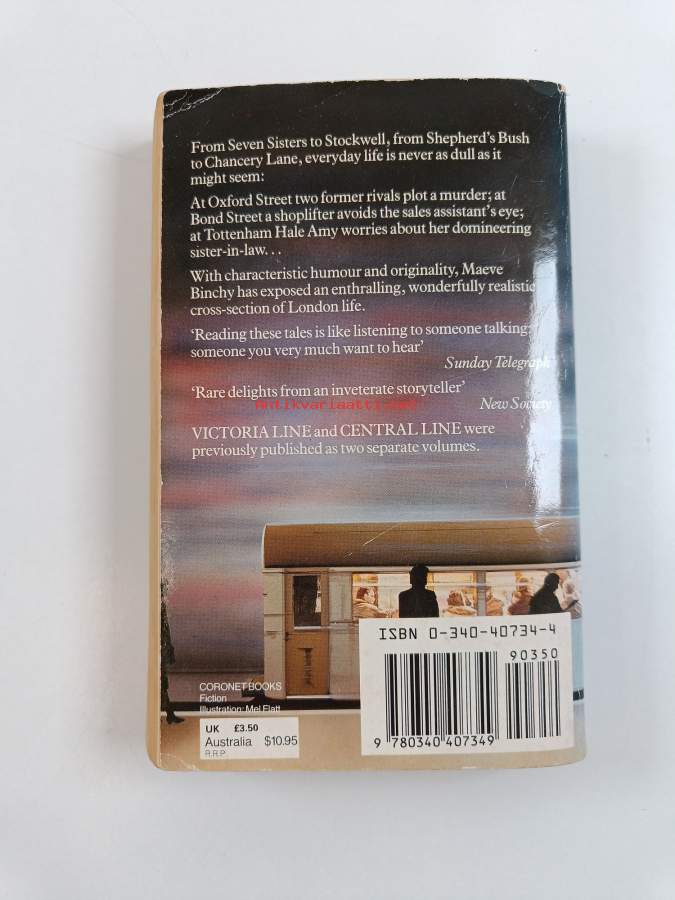 From Seven Sisters to Stockwell, from Shepherd's Bush
to Chancery Lane, everyday life is never as dull as it
might seem:
At Oxford Street two former rivals plot a murder; at
Bond Street a shoplifter avoids the sales assistant's eye;
at Tottenham Hale Amy worries about her domineering
sister-in-law...
With characteristic humour and originality, Maeve
Binchy has exposed an enthralling, wonderfully realistic
cross-section of London life.
'Reading these tales is like listening to someone talking:
someone you very much want to hear'
Sunday Telegraph
'Rare delights from an inveterate storyteller'
antikvariaatti.net
New Society
VICTORIA LINE and CENTRAL LINE were
previously published as two separate volumes.
ISBN 0-340-40734-4
90350
9 780340 407349
CORONET BOOKS
Fiction
Illustration: Mel Flatt
UK £3.50
Australia $10.95
R.R.P.